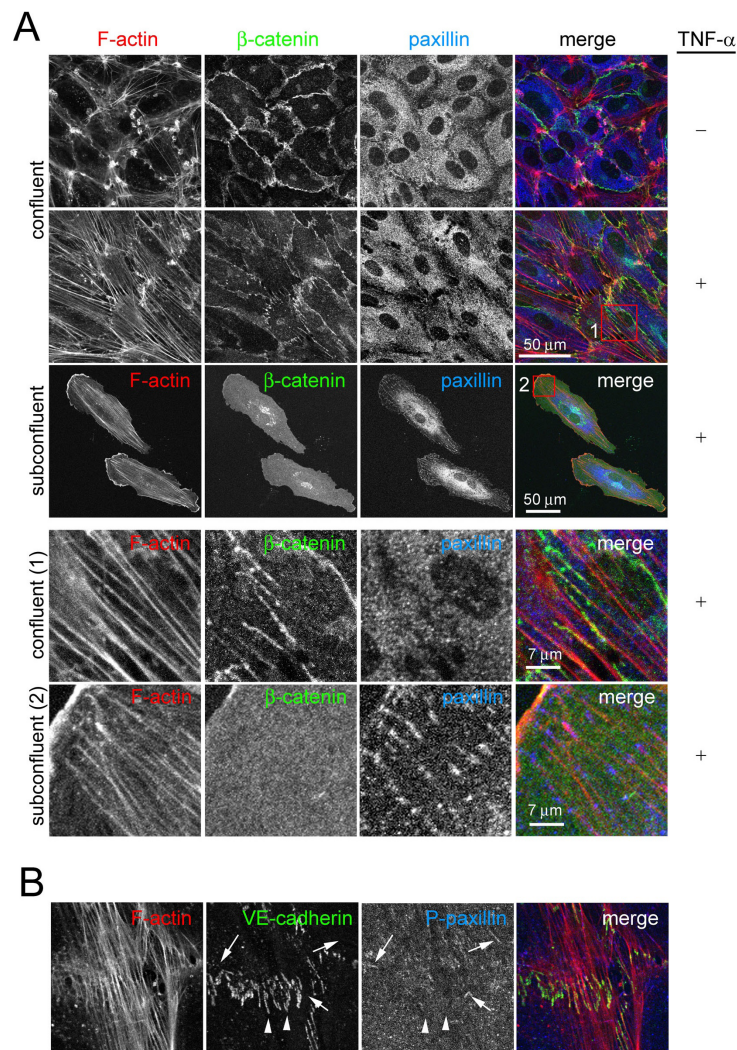 A
F-actin β-catenin paxillin merge TNF-α
confluent
−
+
1
50 μm
subconfluent
F-actin β-catenin paxillin merge
2
+
50 μm
confluent (1)
F-actin β-catenin paxillin merge
+
7 μm
subconfluent (2)
F-actin β-catenin paxillin merge
+
7 μm
B
F-actin VE-cadherin P-paxillin merge